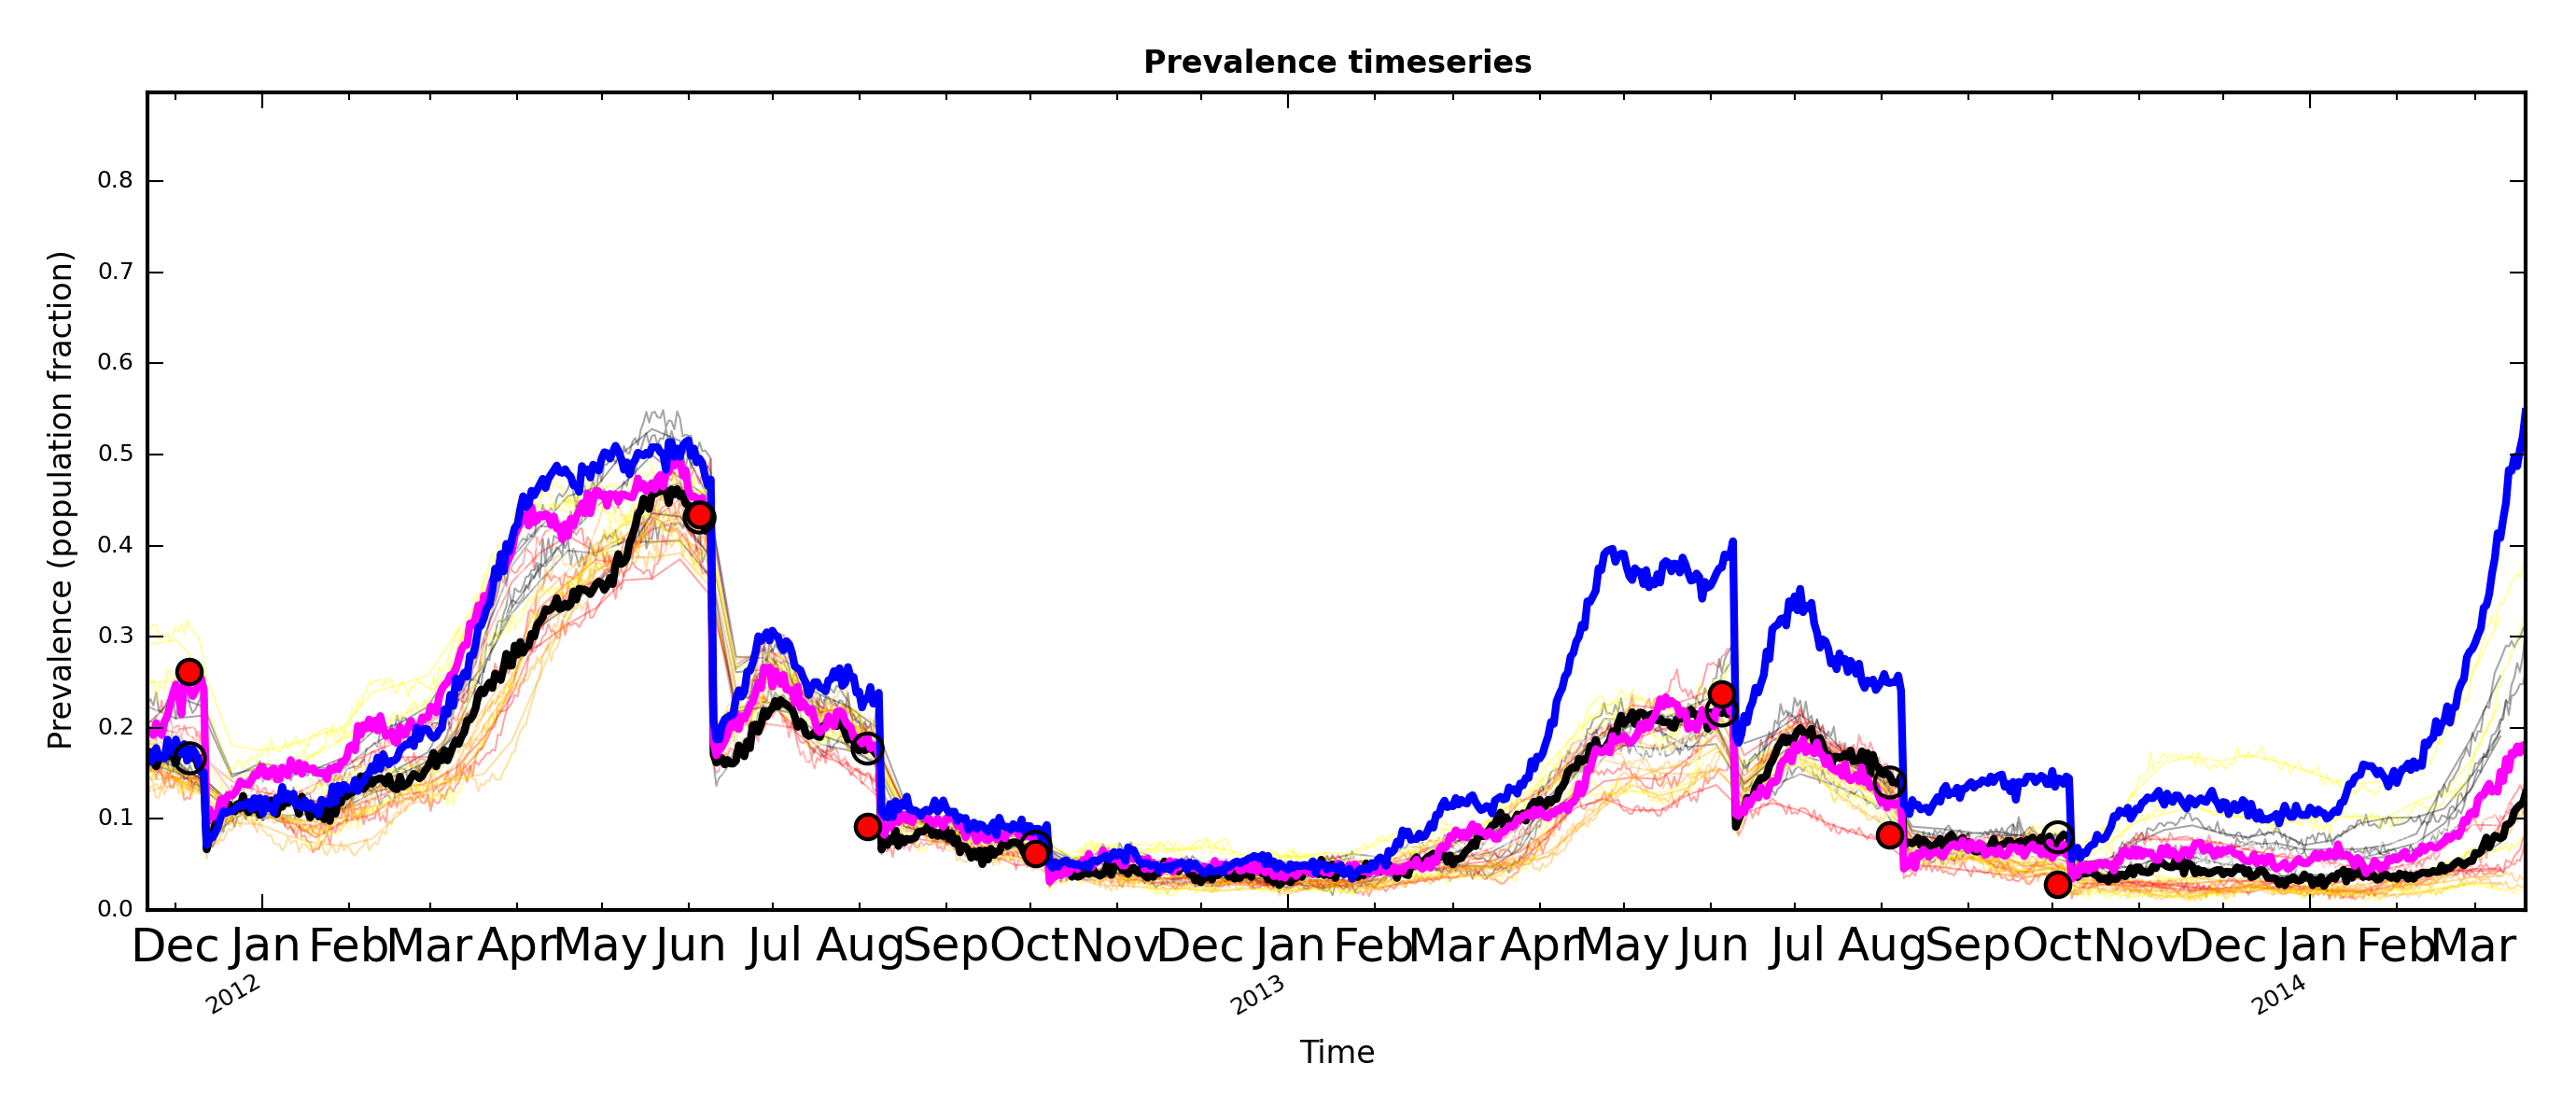 Prevalence timeseries
Prevalence (population fraction)
0.8
0.7
0.6
0.5
0.4
0.3
0.2
0.1
0.0
Dec Jan Feb Mar Apr May Jun Jul Aug Sep Oct Nov Dec Jan Feb Mar Apr May Jun Jul Aug Sep Oct Nov Dec Jan Feb Mar
2012 2013 2014
Time